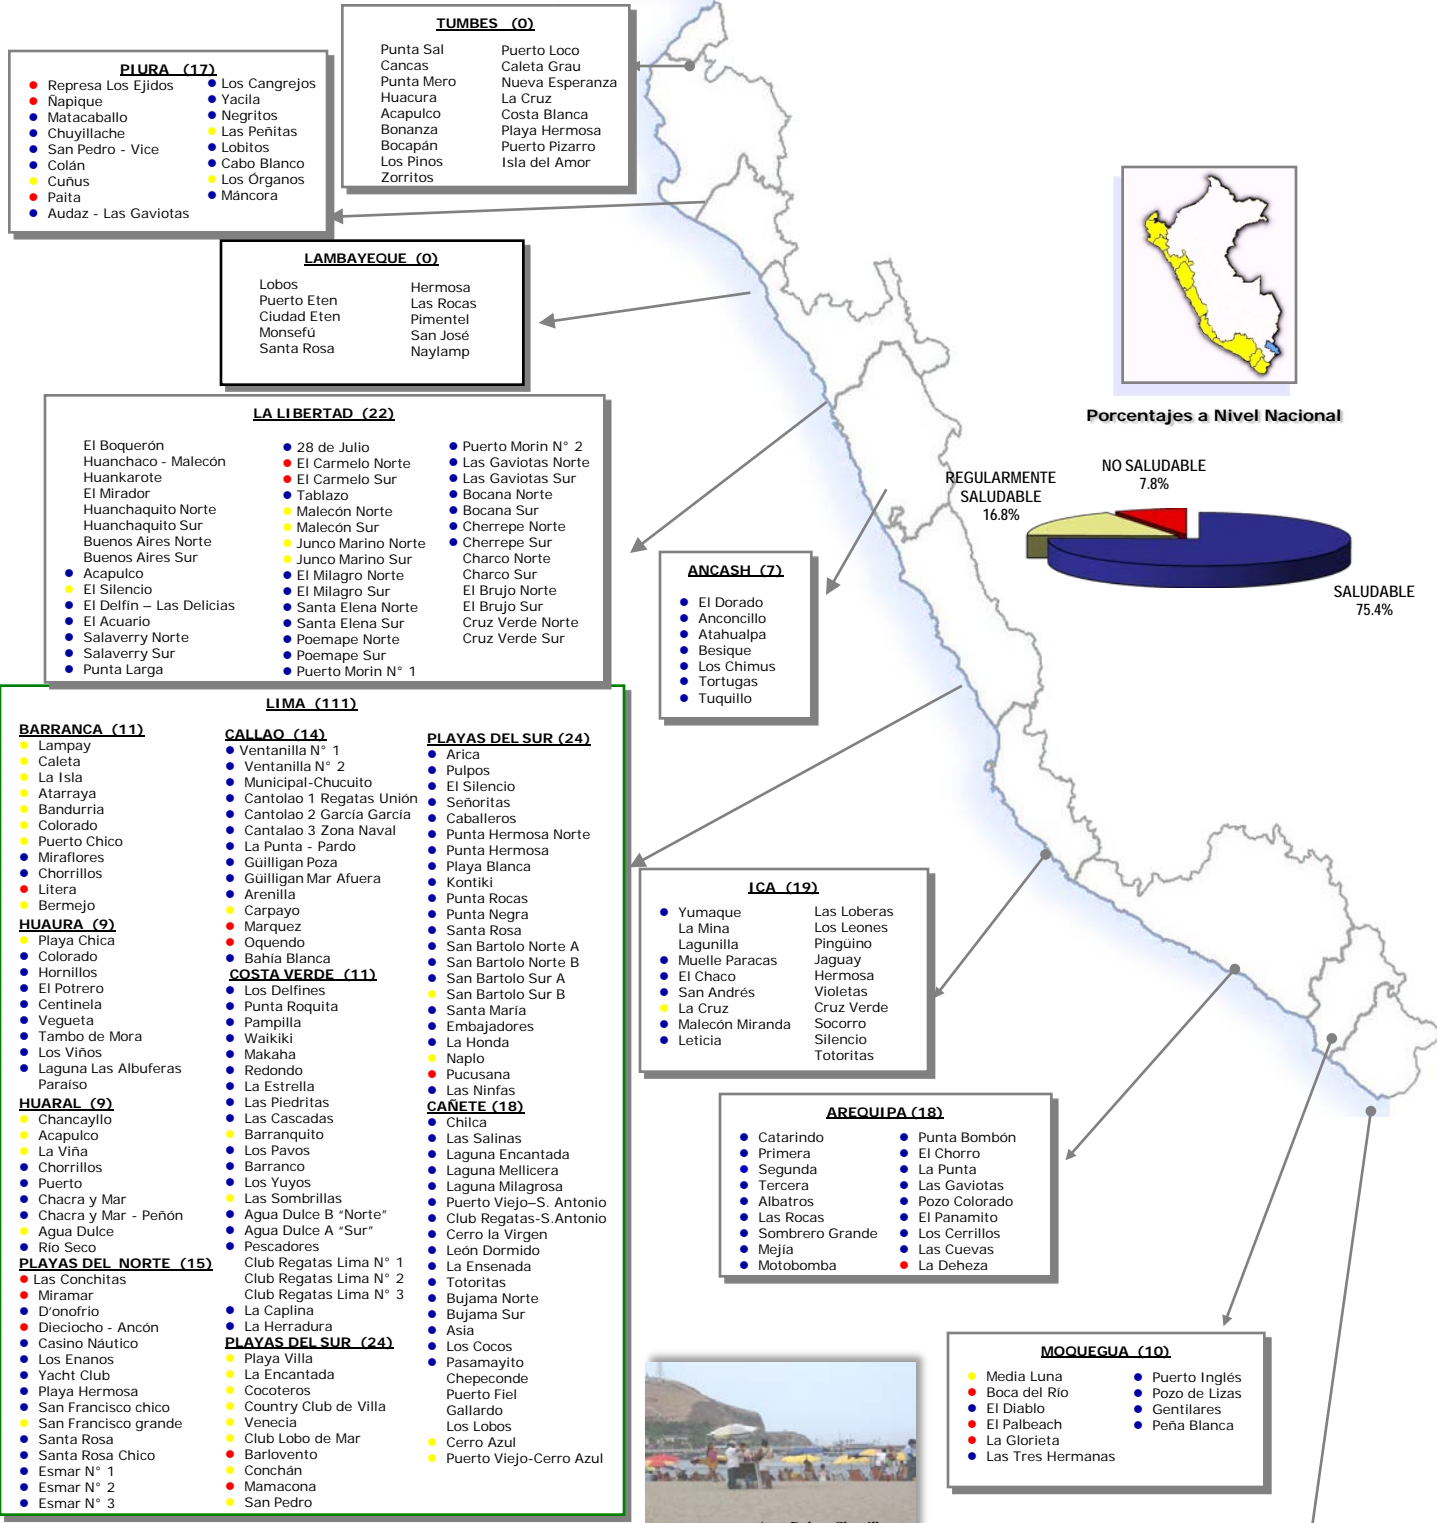 TUMBES (0)
Punta Sal
Cancas
Punta Mero
Huacura
Acapulco
Bonanza
Bocapán
Los Pinos
Zorritos
Puerto Loco
Caleta Grau
Nueva Esperanza
La Cruz
Costa Blanca
Playa Hermosa
Puerto Pizarro
Isla del Amor
PIURA (17)
Represa Los Ejidos
Ñapique
Matacaballo
Chuyillache
San Pedro - Vice
Colán
Cuñus
Paita
Audaz - Las Gaviotas
Los Cangrejos
Yacila
Negritos
Las Peñitas
Lobitos
Cabo Blanco
Los Órganos
Máncora
LAMBAYEQUE (0)
Lobos
Puerto Eten
Ciudad Eten
Monsefú
Santa Rosa
Hermosa
Las Rocas
Pimentel
San José
Naylamp
Porcentajes a Nivel Nacional
REGULARMENTE
SALUDABLE
16.8%
NO SALUDABLE
7.8%
SALUDABLE
75.4%
LA LIBERTAD (22)
El Boquerón
Huanchaco - Malecón
Huankarote
El Mirador
Huanchaquito Norte
Huanchaquito Sur
Buenos Aires Norte
Buenos Aires Sur
Acapulco
El Silencio
El Delfín – Las Delicias
El Acuario
Salaverry Norte
Salaverry Sur
Punta Larga
28 de Julio
El Carmelo Norte
El Carmelo Sur
Tablazo
Malecón Norte
Malecón Sur
Junco Marino Norte
Junco Marino Sur
El Milagro Norte
El Milagro Sur
Santa Elena Norte
Santa Elena Sur
Poemape Norte
Poemape Sur
Puerto Morin N° 1
Puerto Morin N° 2
Las Gaviotas Norte
Las Gaviotas Sur
Bocana Norte
Bocana Sur
Cherrepe Norte
Cherrepe Sur
Charco Norte
Charco Sur
El Brujo Norte
El Brujo Sur
Cruz Verde Norte
Cruz Verde Sur
ANCASH (7)
El Dorado
Anconcillo
Atahualpa
Besique
Los Chimus
Tortugas
Tuquillo
LIMA (111)
BARRANCA (11)
Lampay
Caleta
La Isla
Atarraya
Bandurria
Colorado
Puerto Chico
Miraflores
Chorrillos
Litera
Bermejo
HUAURA (9)
Playa Chica
Colorado
Hornillos
El Potrero
Centinela
Vegueta
Tambo de Mora
Los Viños
Laguna Las Albuferas
Paraíso
HUARAL (9)
Chancayllo
Acapulco
La Viña
Chorrillos
Puerto
Chacra y Mar
Chacra y Mar - Peñón
Agua Dulce
Río Seco
PLAYAS DEL NORTE (15)
Las Conchitas
Miramar
D'onofrio
Dieciocho - Ancón
Casino Náutico
Los Enanos
Yacht Club
Playa Hermosa
San Francisco chico
San Francisco grande
Santa Rosa
Santa Rosa Chico
Esmar N° 1
Esmar N° 2
Esmar N° 3
CALLAO (14)
Ventanilla N° 1
Ventanilla N° 2
Municipal-Chucuito
Cantolao 1 Regatas Unión
Cantolao 2 García García
Cantalao 3 Zona Naval
La Punta - Pardo
Güilligan Poza
Güilligan Mar Afuera
Arenilla
Carpayo
Marquez
Oquendo
Bahía Blanca
COSTA VERDE (11)
Los Delfines
Punta Roquita
Pampilla
Waikiki
Makaha
Redondo
La Estrella
Las Piedritas
Las Cascadas
Barranquito
Los Pavos
Barranco
Los Yuyos
Las Sombrillas
Agua Dulce B "Norte"
Agua Dulce A "Sur"
Pescadores
Club Regatas Lima N° 1
Club Regatas Lima N° 2
Club Regatas Lima N° 3
La Caplina
La Herradura
PLAYAS DEL SUR (24)
Playa Villa
La Encantada
Cocoteros
Country Club de Villa
Venecia
Club Lobo de Mar
Barlovento
Conchán
Mamacona
San Pedro
PLAYAS DEL SUR (24)
Arica
Pulpos
El Silencio
Señoritas
Caballeros
Punta Hermosa Norte
Punta Hermosa
Playa Blanca
Kontiki
Punta Rocas
Punta Negra
Santa Rosa
San Bartolo Norte A
San Bartolo Norte B
San Bartolo Sur A
San Bartolo Sur B
Santa María
Embajadores
La Honda
Naplo
Pucusana
Las Ninfas
CAÑETE (18)
Chilca
Las Salinas
Laguna Encantada
Laguna Mellicera
Laguna Milagrosa
Puerto Viejo–S. Antonio
Club Regatas-S.Antonio
Cerro la Virgen
León Dormido
La Ensenada
Totoritas
Bujama Norte
Bujama Sur
Asia
Los Cocos
Pasamayito
Chepeconde
Puerto Fiel
Gallardo
Los Lobos
Cerro Azul
Puerto Viejo-Cerro Azul
ICA (19)
Yumaque
La Mina
Lagunilla
Muelle Paracas
El Chaco
San Andrés
La Cruz
Malecón Miranda
Leticia
Las Loberas
Los Leones
Pingüino
Jaguay
Hermosa
Violetas
Cruz Verde
Socorro
Silencio
Totoritas
AREQUIPA (18)
Catarindo
Primera
Segunda
Tercera
Albatros
Las Rocas
Sombrero Grande
Mejía
Motobomba
Punta Bombón
El Chorro
La Punta
Las Gaviotas
Pozo Colorado
El Panamito
Los Cerrillos
Las Cuevas
La Deheza
MOQUEGUA (10)
Media Luna
Boca del Río
El Diablo
El Palbeach
La Glorieta
Las Tres Hermanas
Puerto Inglés
Pozo de Lizas
Gentilares
Peña Blanca